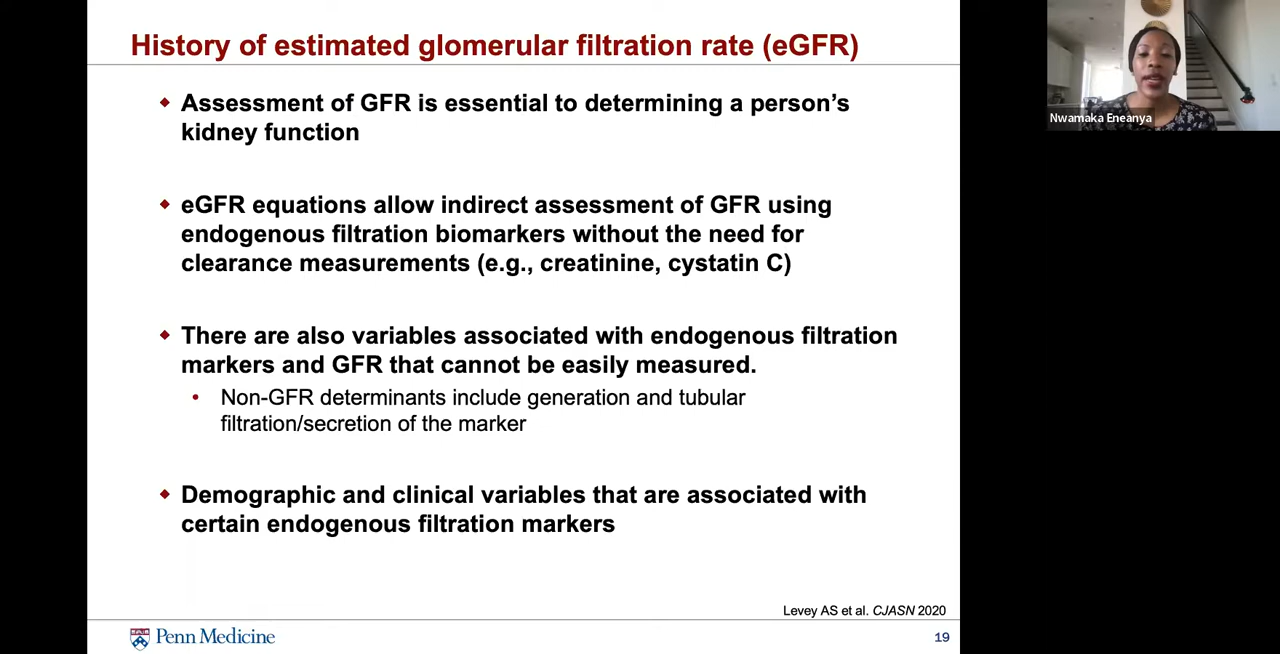 History of estimated glomerular filtration rate (eGFR)
Assessment of GFR is essential to determining a person's
kidney function
eGFR equations allow indirect assessment of GFR using
endogenous filtration biomarkers without the need for
clearance measurements (e.g., creatinine, cystatin C)
There are also variables associated with endogenous filtration
markers and GFR that cannot be easily measured.
Non-GFR determinants include generation and tubular
filtration/secretion of the marker
Demographic and clinical variables that are associated with
certain endogenous filtration markers
Levey AS et al. CJASN 2020
Penn Medicine
19
Nwamaka Eneanya